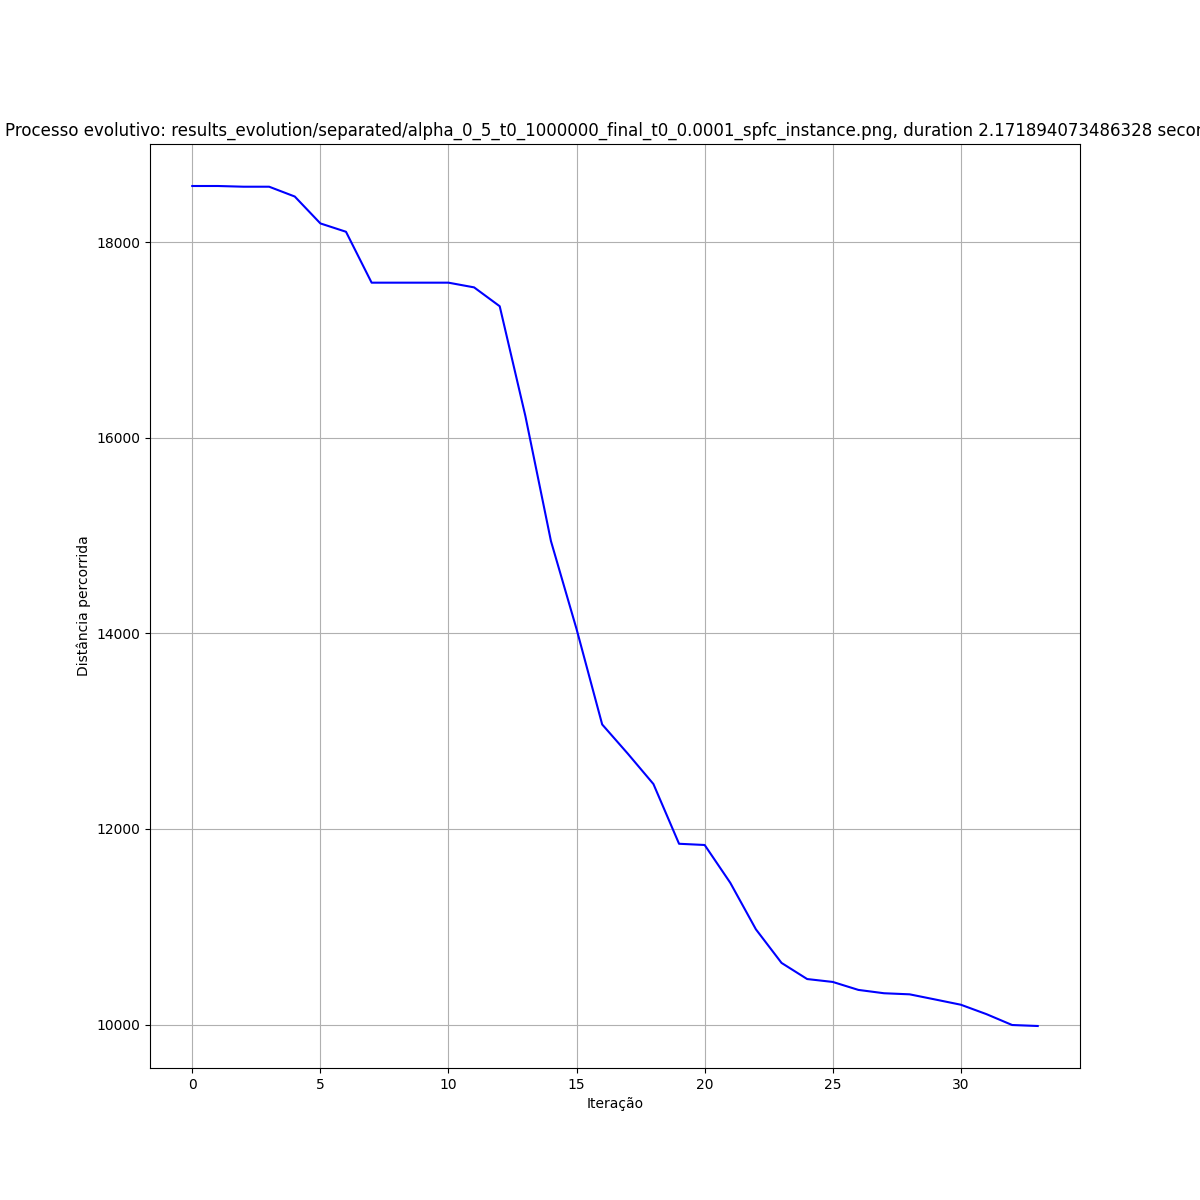 Processo evolutivo: results_evolution/separated/alpha_0_5_t0_1000000_final_t0_0.0001_spfc_instance.png, duration 2.171894073486328 secon
18000
16000
14000
12000
10000
Distância percorrida
0 5 10 15 20 25 30
Iteração